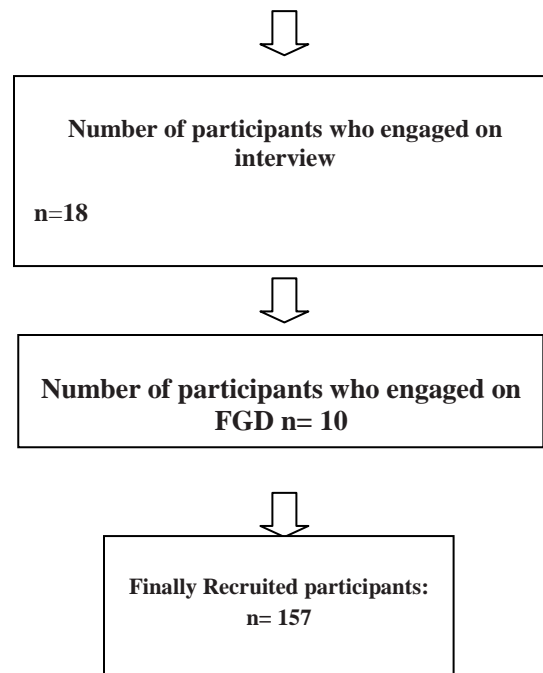 Number of participants who engaged on
interview
n=18
Number of participants who engaged on
FGD n= 10
Finally Recruited participants:
n= 157